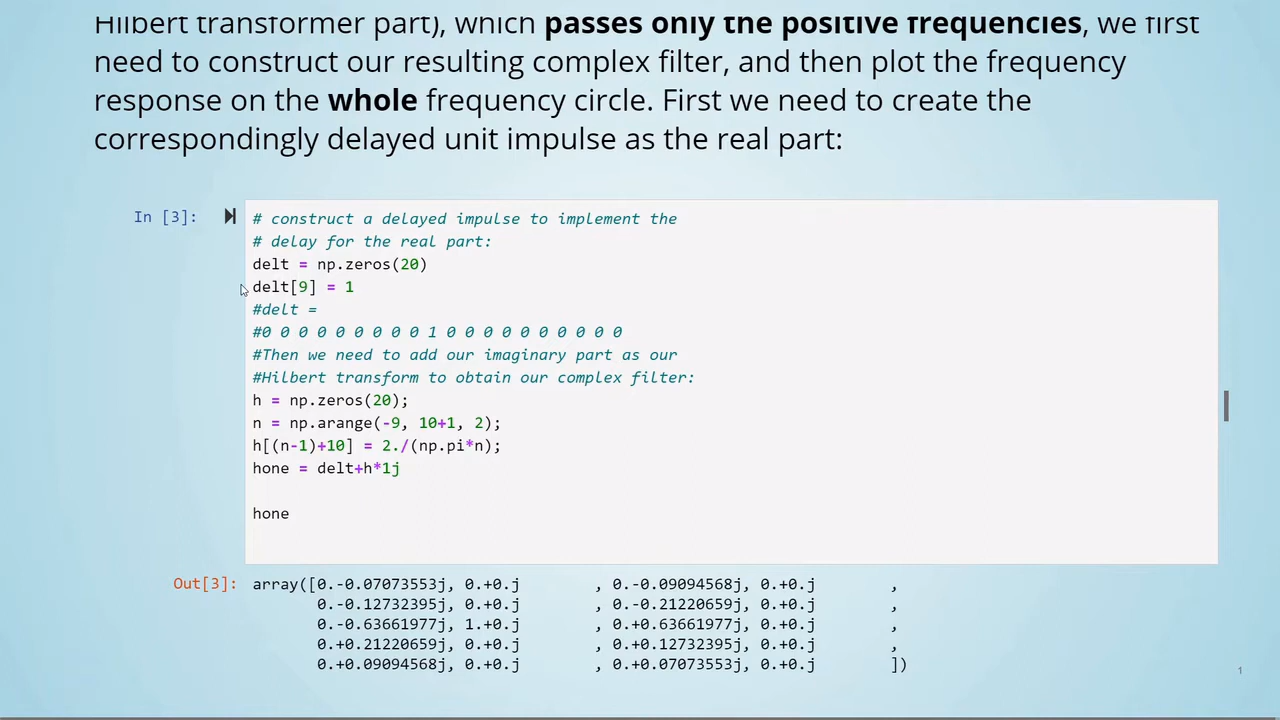 Hilbert transformer part), which passes only the positive frequencies, we first
need to construct our resulting complex filter, and then plot the frequency
response on the whole frequency circle. First we need to create the
correspondingly delayed unit impulse as the real part:
In [3]:
# construct a delayed impulse to implement the
# delay for the real part:
delt = np.zeros(20)
delt[9] = 1
#delt =
#0 0 0 0 0 0 0 0 0 1 0 0 0 0 0 0 0 0 0 0
#Then we need to add our imaginary part as our
#Hilbert transform to obtain our complex filter:
h = np.zeros(20);
n = np.arange(-9, 10+1, 2);
h[(n-1)+10] = 2./(np.pi*n);
hone = delt+h*1j
hone
Out[3]: array([0.-0.07073553j, 0.+0.j        , 0.-0.09094568j, 0.+0.j        ,
0.-0.12732395j, 0.+0.j        , 0.-0.21220659j, 0.+0.j        ,
0.-0.63661977j, 1.+0.j        , 0.+0.63661977j, 0.+0.j        ,
0.+0.21220659j, 0.+0.j        , 0.+0.12732395j, 0.+0.j        ,
0.+0.09094568j, 0.+0.j        , 0.+0.07073553j, 0.+0.j        ])
1